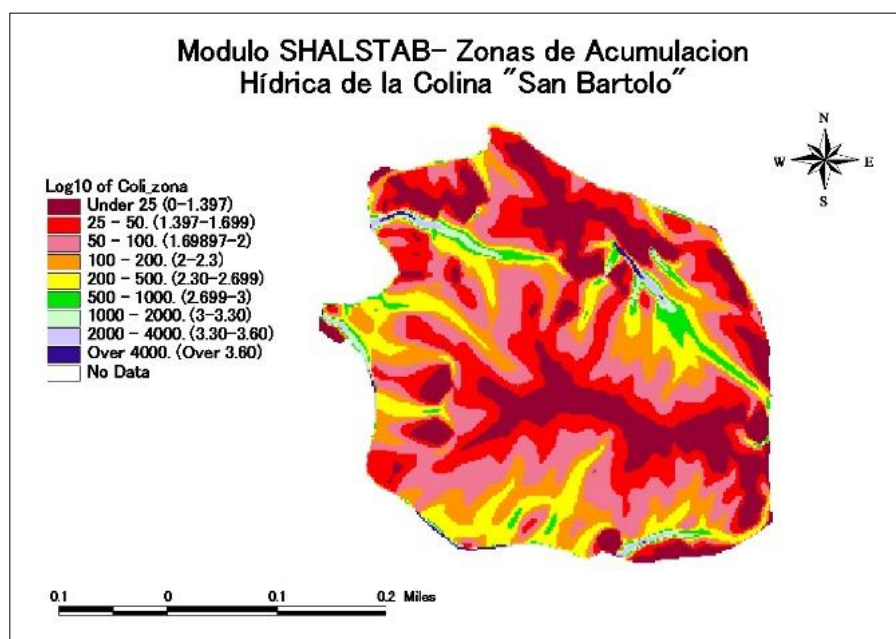 Modulo SHALSTAB- Zonas de Acumulacion
Hídrica de la Colina "San Bartolo"
N
W E
S
Log10 of Coli_zona
Under 25 (0-1.397)
25 - 50. (1.397-1.699)
50 - 100. (1.69897-2)
100 - 200. (2-2.3)
200 - 500. (2.30-2.699)
500 - 1000. (2.699-3)
1000 - 2000. (3-3.30)
2000 - 4000. (3.30-3.60)
Over 4000. (Over 3.60)
No Data
0.1 0 0.1 0.2 Miles